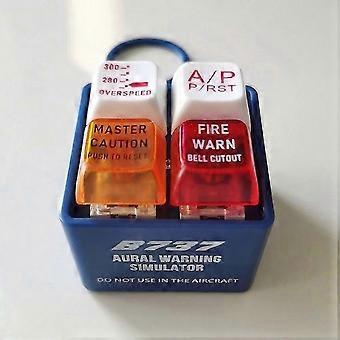 300
280
OVERSPEED
A/P
P/RST
MASTER
CAUTION
PUSH TO RESET
FIRE
WARN
BELL CUTOUT
B737
AURAL WARNING
SIMULATOR
DO NOT USE IN THE AIRCRAFT